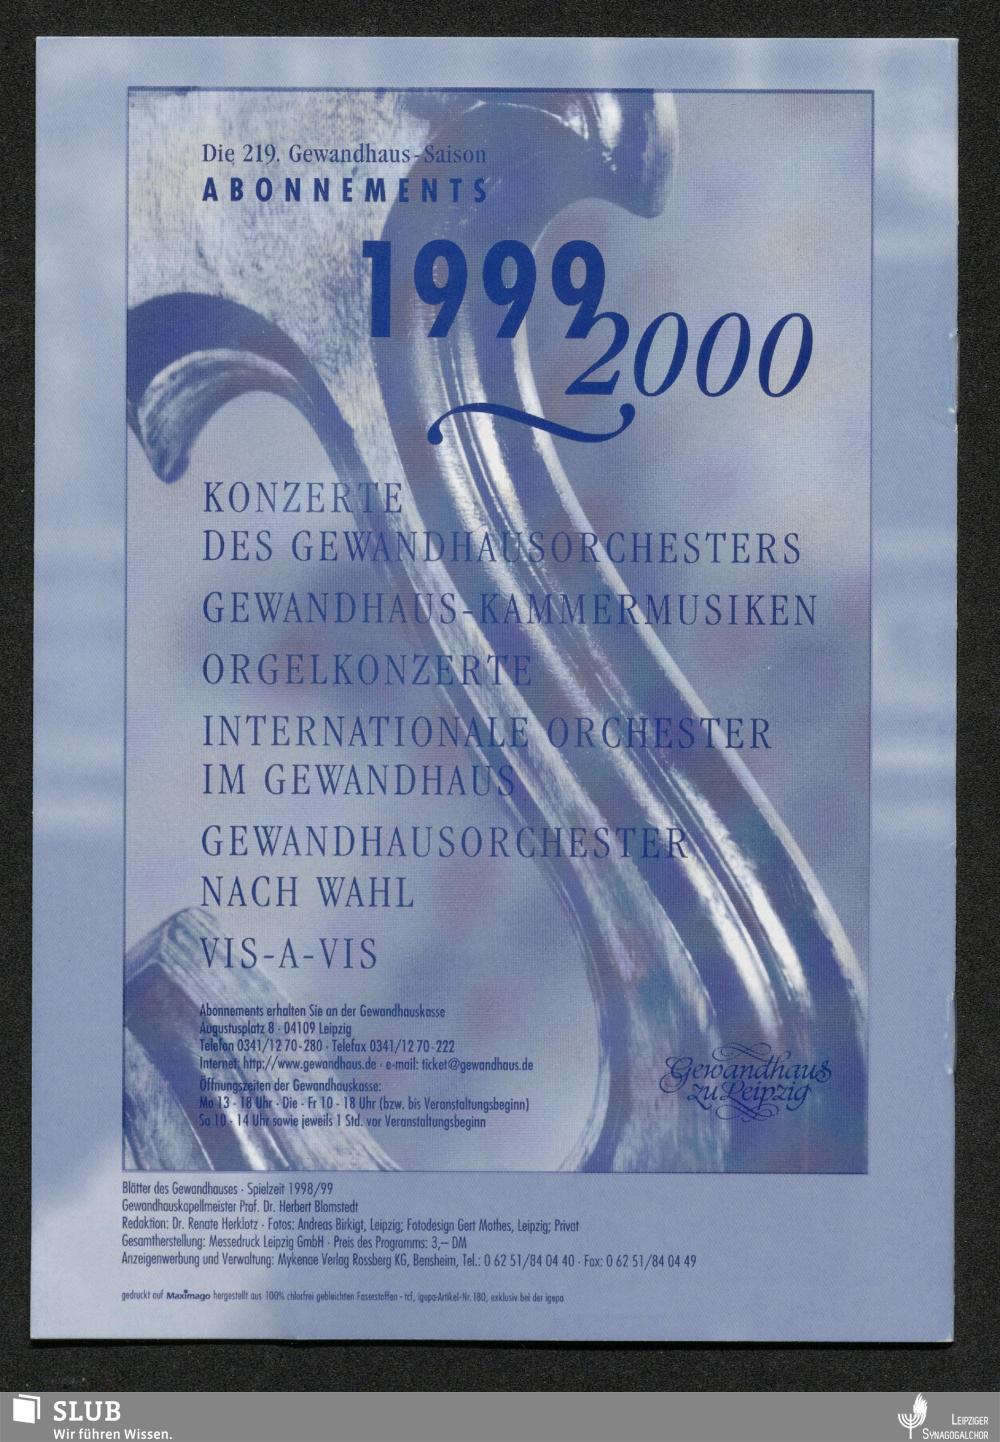 Die 219. Gewandhaus-Saison
ABONNEMENTS
1999
2000
KONZERTE
DES GEWANDHAUSORCHESTERS
GEWANDHAUS-KAMMERMUSIKEN
ORGELKONZERTE
INTERNATIONALE ORCHESTER
IM GEWANDHAUS
GEWANDHAUSORCHESTER
NACH WAHL
VIS-A-VIS
Abonnements erhalten Sie an der Gewandhauskasse
Augustusplatz 8 · 04109 Leipzig
Telefon 0341/12 70-280 · Telefax 0341/12 70-222
Internet: http://www.gewandhaus.de · e-mail: ticket@gewandhaus.de
Öffnungszeiten der Gewandhauskasse:
Mo 13 - 18 Uhr · Die - Fr 10 - 18 Uhr (bzw. bis Veranstaltungsbeginn)
Sa 10 - 14 Uhr sowie jeweils 1 Std. vor Veranstaltungsbeginn
Gewandhaus
zu Leipzig
Blätter des Gewandhauses · Spielzeit 1998/99
Gewandhauskapellmeister Prof. Dr. Herbert Blomstedt
Redaktion: Dr. Renate Herklotz · Fotos: Andreas Birkigt, Leipzig; Fotodesign Gert Mothes, Leipzig; Privat
Gesamtherstellung: Messedruck Leipzig GmbH · Preis des Programms: 3,– DM
Anzeigenwerbung und Verwaltung: Mykenae Verlag Rossberg KG, Bensheim, Tel.: 0 62 51/84 04 40 · Fax: 0 62 51/84 04 49
gedruckt auf Maximago hergestellt aus 100% chlorfrei gebleichten Faserstoffen - tcf, igepa-Artikel-Nr. 180, exklusiv bei der igepa
SLUB
Wir führen Wissen.
LEIPZIGER
SYNAGOGALCHOR